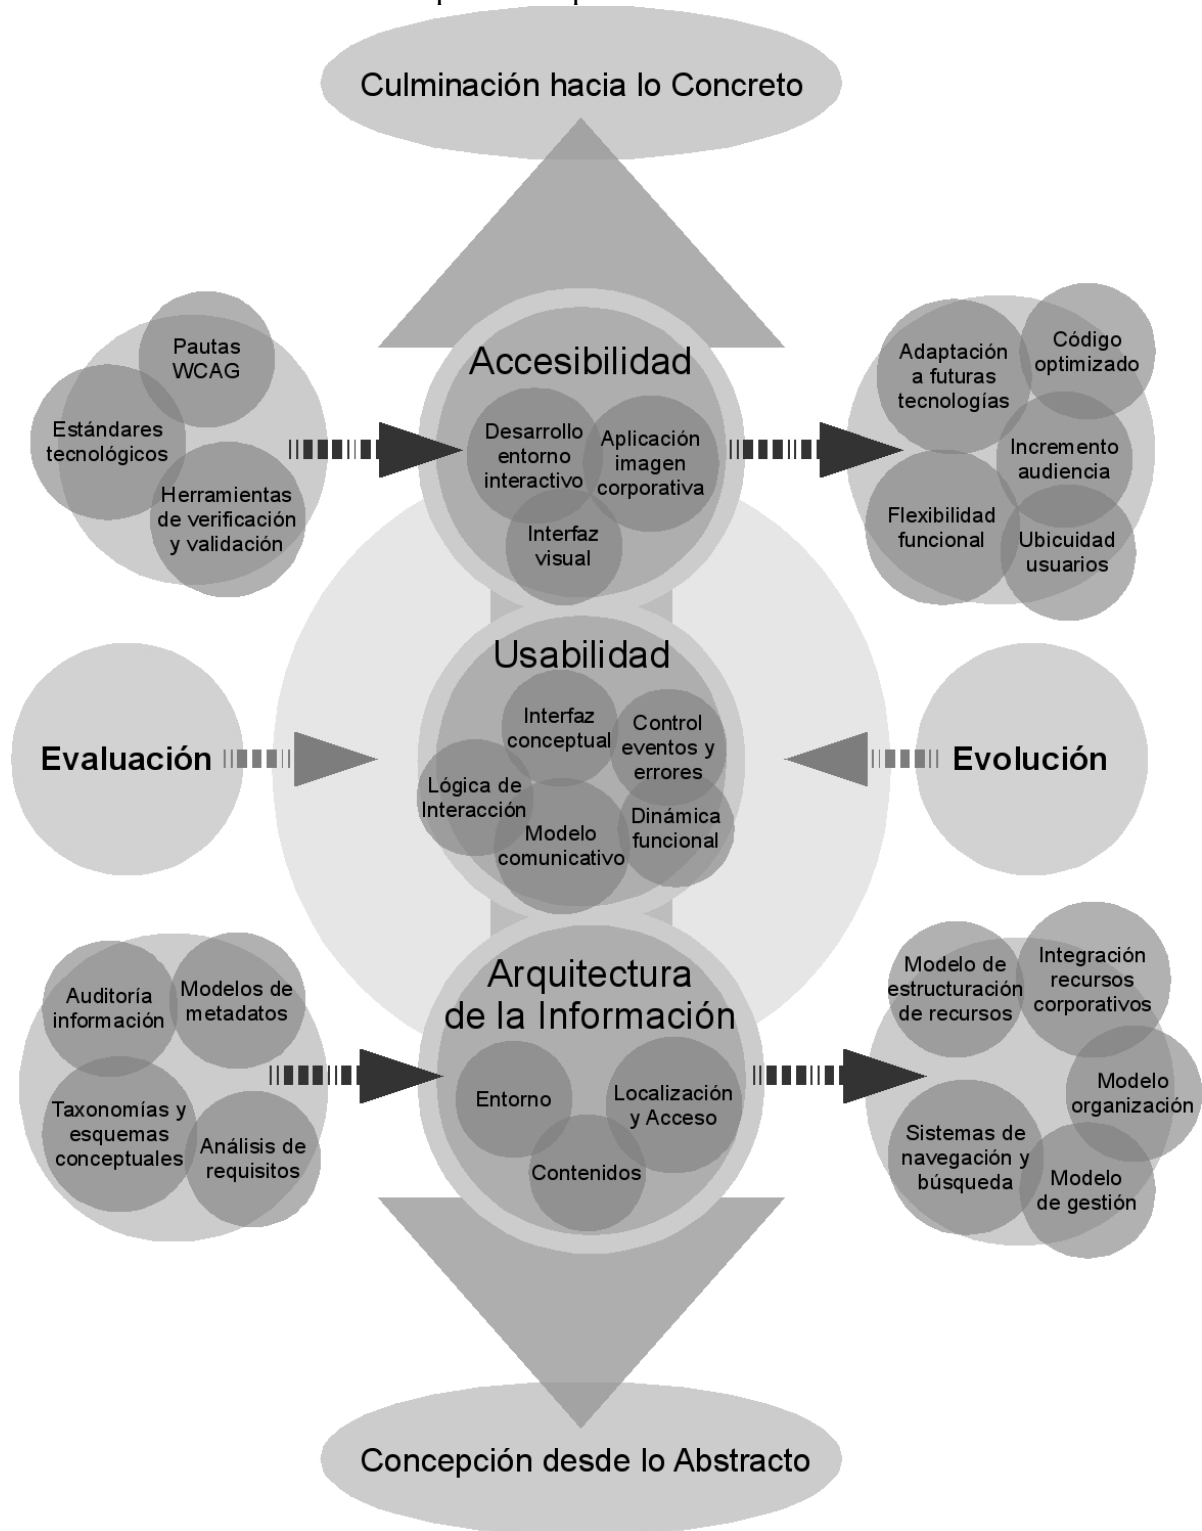 Culminación hacia lo Concreto
Pautas
WCAG
Estándares
tecnológicos
Herramientas
de verificación
y validación
Accesibilidad
Desarrollo
entorno
interactivo
Aplicación
imagen
corporativa
Interfaz
visual
Adaptación
a futuras
tecnologías
Código
optimizado
Incremento
audiencia
Flexibilidad
funcional
Ubicuidad
usuarios
Evaluación
Usabilidad
Interfaz
conceptual
Control
eventos y
errores
Lógica de
Interacción
Modelo
comunicativo
Dinámica
funcional
Evolución
Auditoría
información
Modelos de
metadatos
Taxonomías y
esquemas
conceptuales
Análisis de
requisitos
Arquitectura
de la Información
Entorno
Localización
y Acceso
Contenidos
Modelo de
estructuración
de recursos
Integración
recursos
corporativos
Modelo
organización
Sistemas de
navegación y
búsqueda
Modelo
de gestión
Concepción desde lo Abstracto